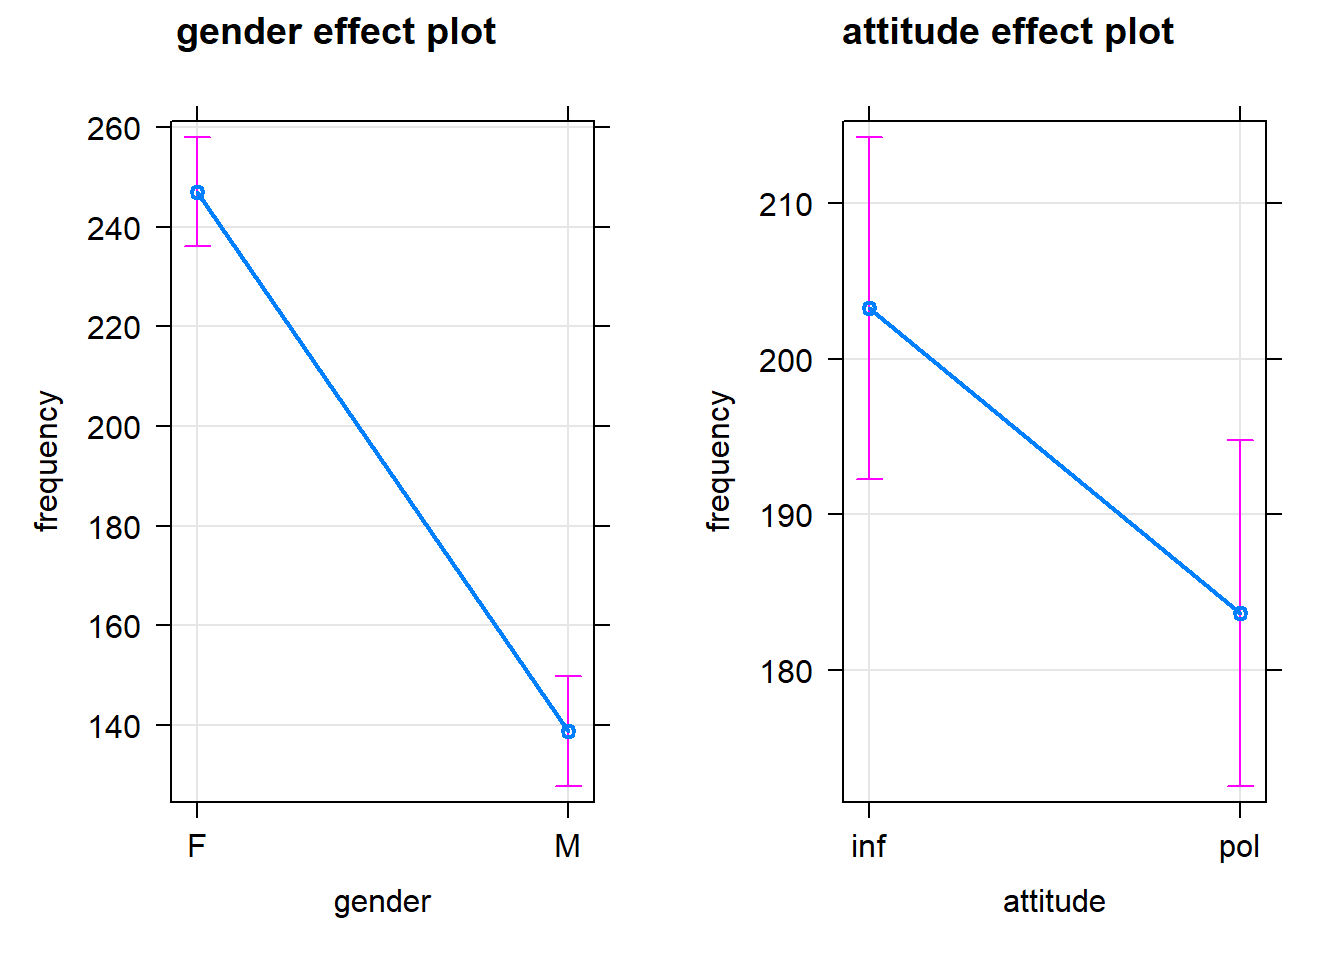 gender effect plot
260
240
220
200
180
160
140
frequency
F M
gender
attitude effect plot
210
200
190
180
frequency
inf pol
attitude